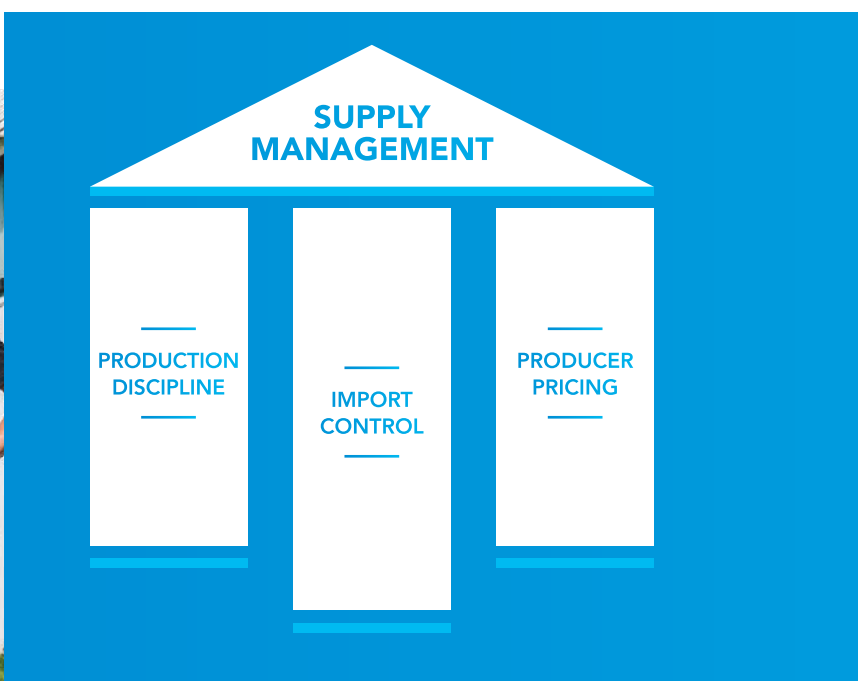 SUPPLY
MANAGEMENT
PRODUCTION
DISCIPLINE
IMPORT
CONTROL
PRODUCER
PRICING